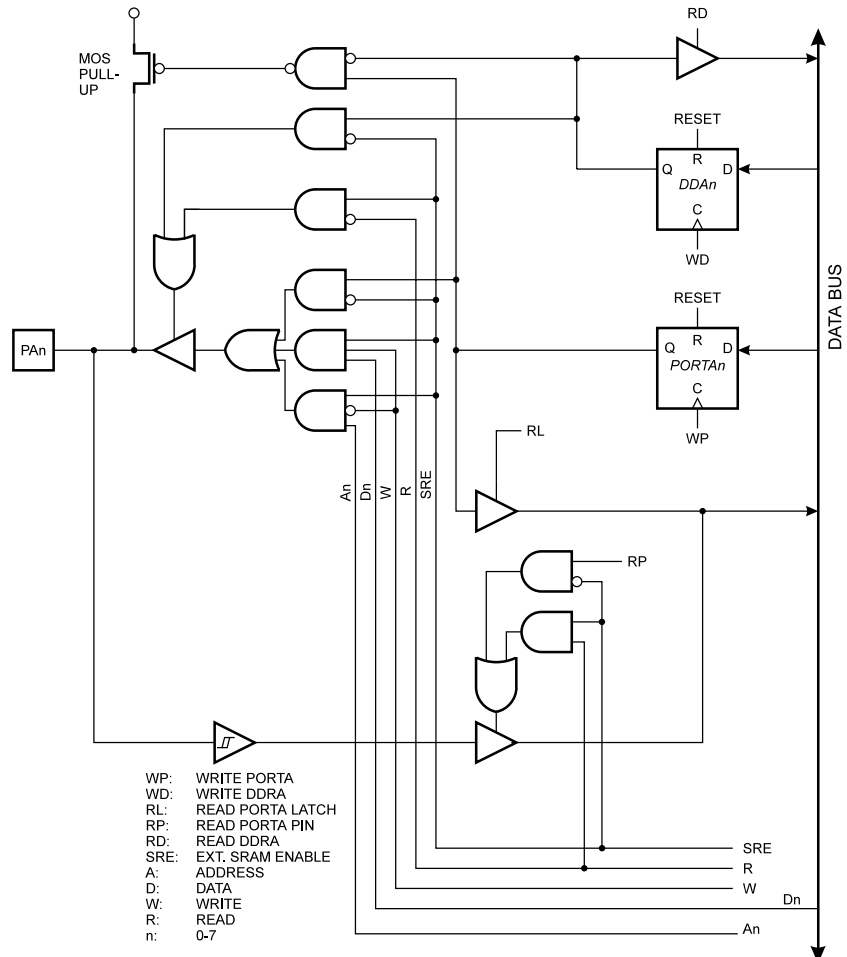 RD
MOS
PULL-
UP
RESET
R
Q
D
DDAn
C
WD
RESET
R
Q
D
PORTAn
C
WP
DATA BUS
PAn
RL
An
Dn
W
R
SRE
RP
WP: WRITE PORTA
WD: WRITE DDRA
RL: READ PORTA LATCH
RP: READ PORTA PIN
RD: READ DDRA
SRE: EXT. SRAM ENABLE
A: ADDRESS
D: DATA
W: WRITE
R: READ
n: 0-7
SRE
R
W
Dn
An